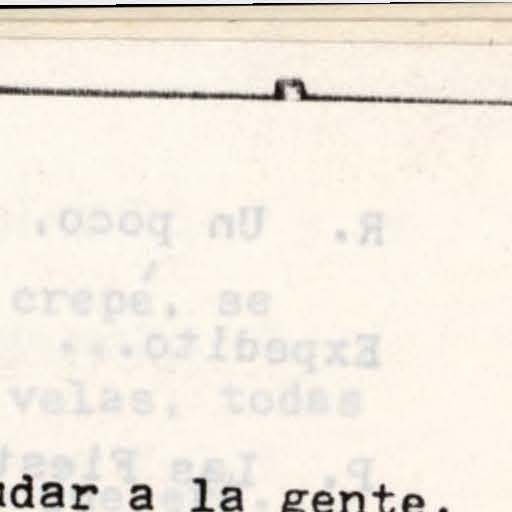 R. Un poco.
crepé, se
Expedito...
velas, todas
P. Las Fiest
udar a la gente.